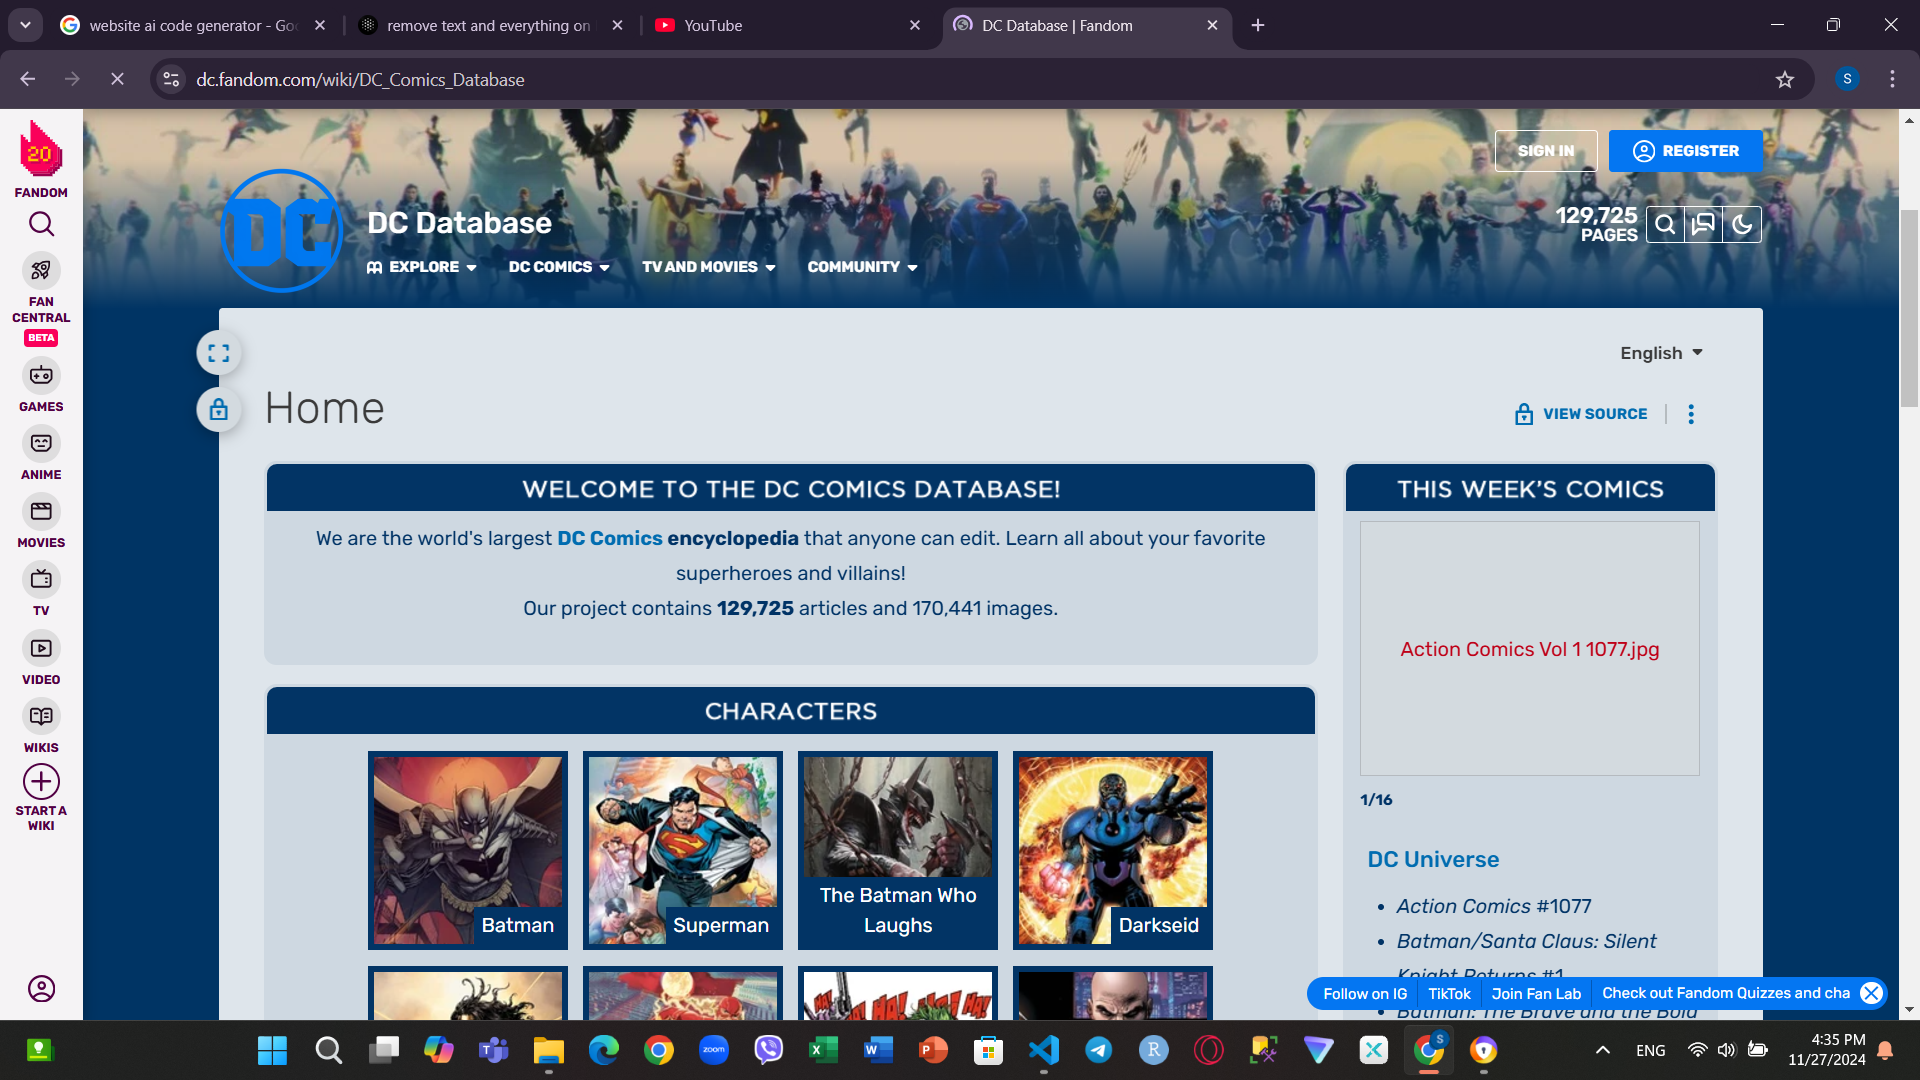 website ai code generator - Goo
remove text and everything on
YouTube
DC Database | Fandom
dc.fandom.com/wiki/DC_Comics_Database
S
20
FANDOM
FAN
CENTRAL
BETA
GAMES
ANIME
MOVIES
TV
VIDEO
WIKIS
START A
WIKI
SIGN IN
REGISTER
DC
DC Database
129,725
PAGES
EXPLORE
DC COMICS
TV AND MOVIES
COMMUNITY
English
Home
VIEW SOURCE
WELCOME TO THE DC COMICS DATABASE!
We are the world's largest DC Comics encyclopedia that anyone can edit. Learn all about your favorite
superheroes and villains!
Our project contains 129,725 articles and 170,441 images.
CHARACTERS
Batman
Superman
The Batman Who
Laughs
Darkseid
HA! HA! HA! HA!
THIS WEEK'S COMICS
Action Comics Vol 1 1077.jpg
1/16
DC Universe
• Action Comics #1077
• Batman/Santa Claus: Silent
Knight Returns #1
• Batman: The Brave and the Bold
Follow on IG
TikTok
Join Fan Lab
Check out Fandom Quizzes and cha
zoom
ENG
4:35 PM
11/27/2024